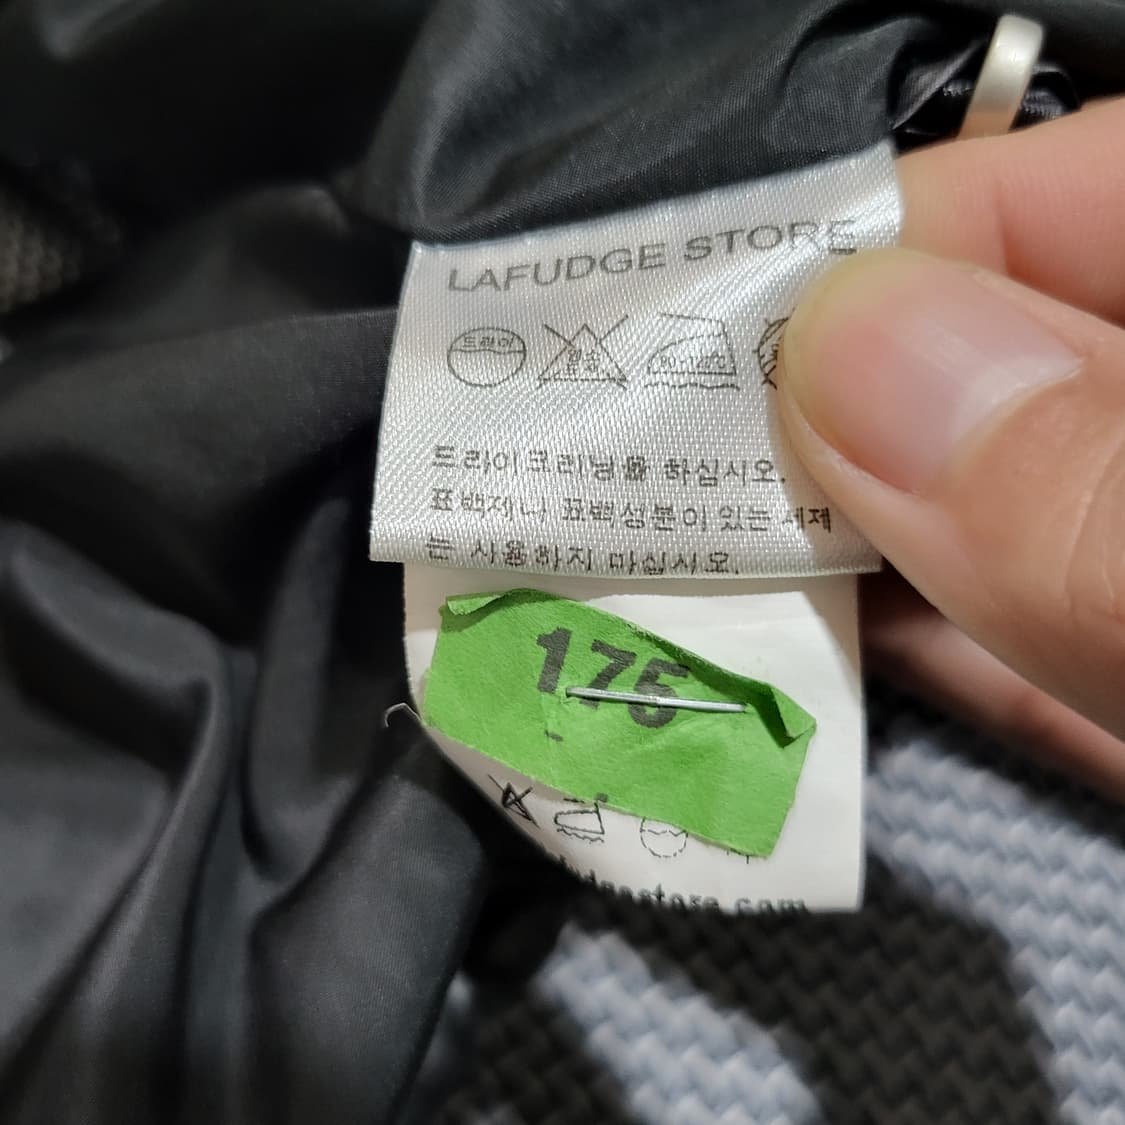 LAFUDGE STORE
드라이
드라이크리닝을 하십시오.
표백제나 표백성분이 있는 세제
는 사용하지 마십시오.
175